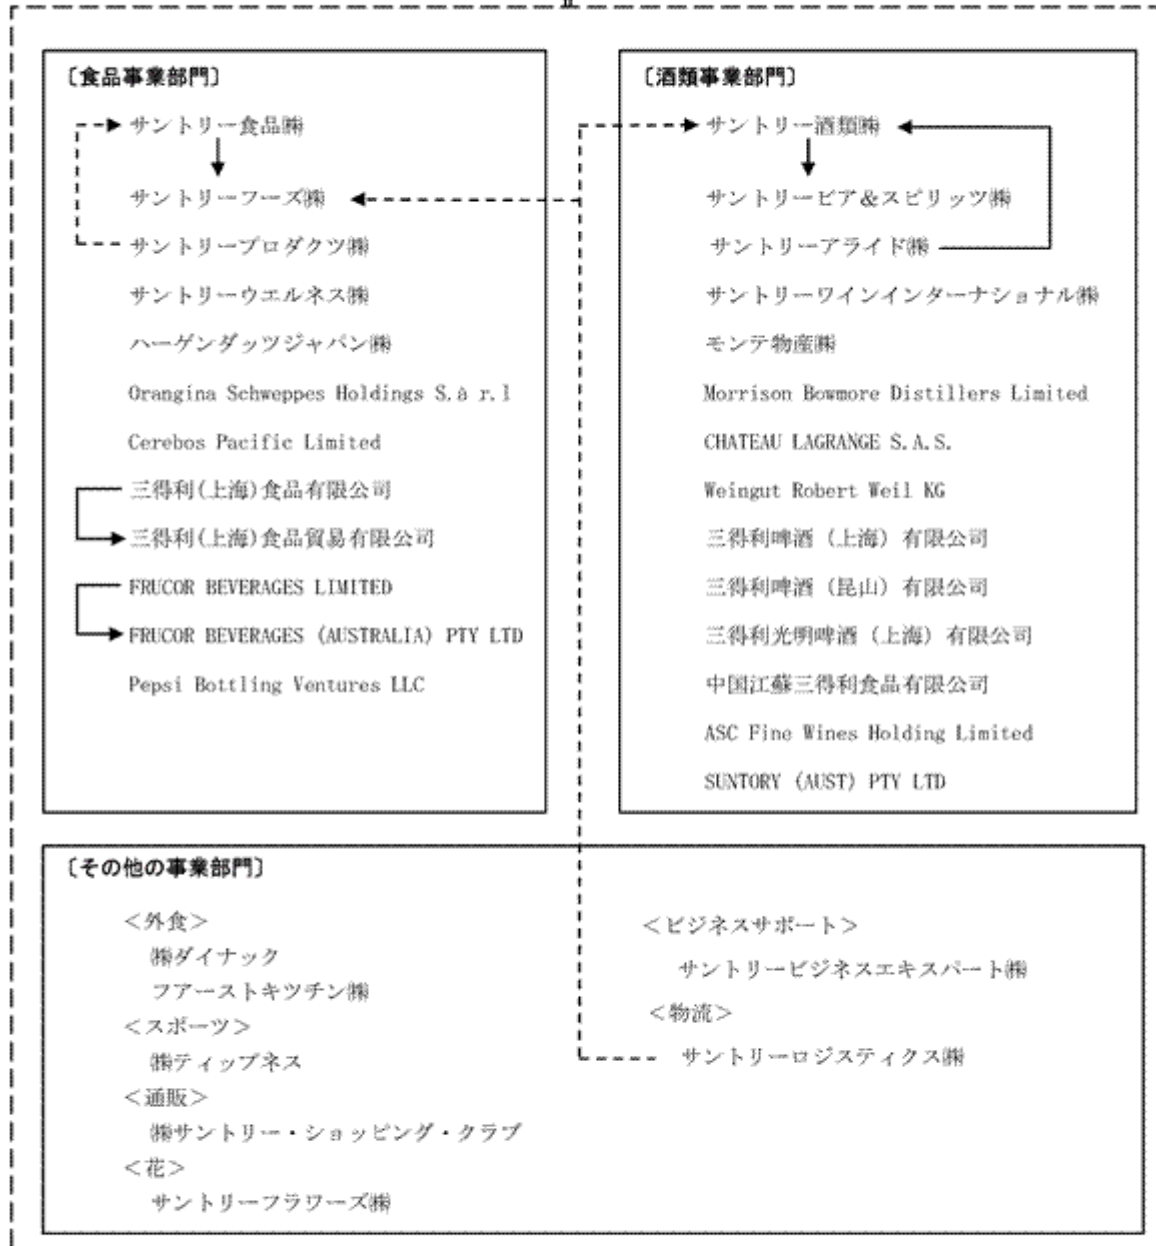 〔食品事業部門〕
サントリー食品㈱
サントリーフーズ㈱
サントリープロダクツ㈱
サントリーウエルネス㈱
ハーゲンダッツジャパン㈱
Orangina Schweppes Holdings S.à r.l
Cerebos Pacific Limited
三得利(上海)食品有限公司
三得利(上海)食品貿易有限公司
FRUCOR BEVERAGES LIMITED
FRUCOR BEVERAGES (AUSTRALIA) PTY LTD
Pepsi Bottling Ventures LLC
〔酒類事業部門〕
サントリー酒類㈱
サントリービア&スピリッツ㈱
サントリーアライド㈱
サントリーワインインターナショナル㈱
モンテ物産㈱
Morrison Bowmore Distillers Limited
CHATEAU LAGRANGE S.A.S.
Weingut Robert Weil KG
三得利啤酒（上海）有限公司
三得利啤酒（昆山）有限公司
三得利光明啤酒（上海）有限公司
中国江蘇三得利食品有限公司
ASC Fine Wines Holding Limited
SUNTORY (AUST) PTY LTD
〔その他の事業部門〕
＜外食＞
㈱ダイナック
フアーストキツチン㈱
＜スポーツ＞
㈱ティップネス
＜通販＞
㈱サントリー・ショッピング・クラブ
＜花＞
サントリーフラワーズ㈱
＜ビジネスサポート＞
サントリービジネスエキスパート㈱
＜物流＞
サントリーロジスティクス㈱